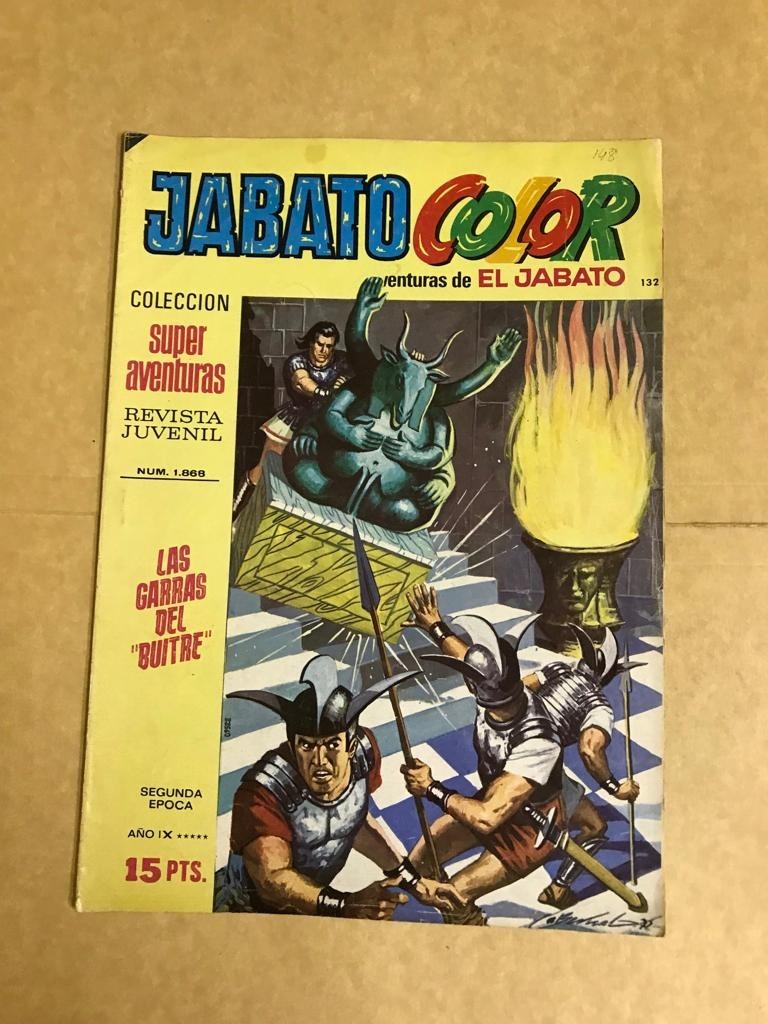 148
JABATO COLOR
venturas de EL JABATO 132
COLECCION
super
aventuras
REVISTA
JUVENIL
NUM. 1.868
LAS
GARRAS
DEL
"BUITRE"
SEGUNDA
EPOCA
AÑO IX *****
15 PTS.